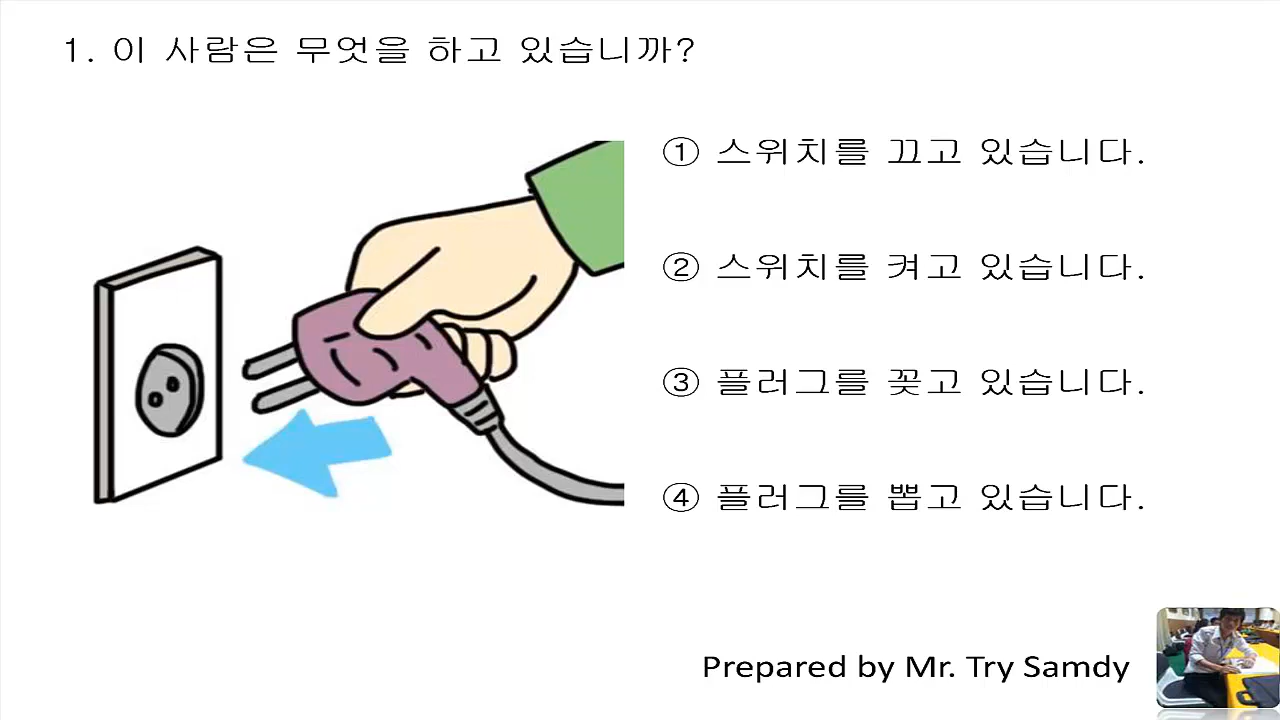 1. 이 사람은 무엇을 하고 있습니까?
① 스위치를 끄고 있습니다.
② 스위치를 켜고 있습니다.
③ 플러그를 꽂고 있습니다.
④ 플러그를 뽑고 있습니다.
Prepared by Mr. Try Samdy